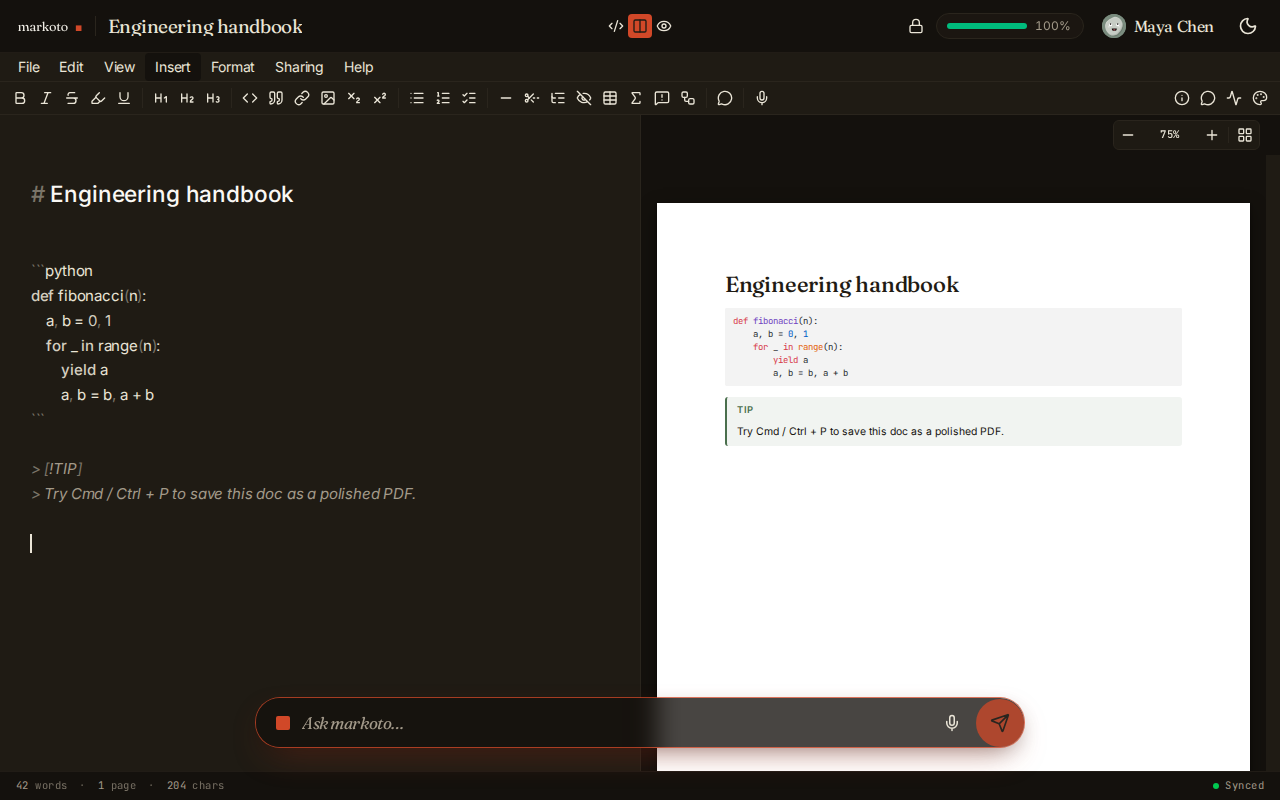 markoto
Engineering handbook
100%
Maya Chen
File Edit View Insert Format Sharing Help
H1 H2 H3
75%
# Engineering handbook
```python
def fibonacci(n):
    a, b = 0, 1
    for _ in range(n):
        yield a
        a, b = b, a + b
```
> [!TIP]
> Try Cmd / Ctrl + P to save this doc as a polished PDF.
Engineering handbook
def fibonacci(n):
    a, b = 0, 1
    for _ in range(n):
        yield a
        a, b = b, a + b
TIP
Try Cmd / Ctrl + P to save this doc as a polished PDF.
Ask markoto...
42 words · 1 page · 204 chars
Synced